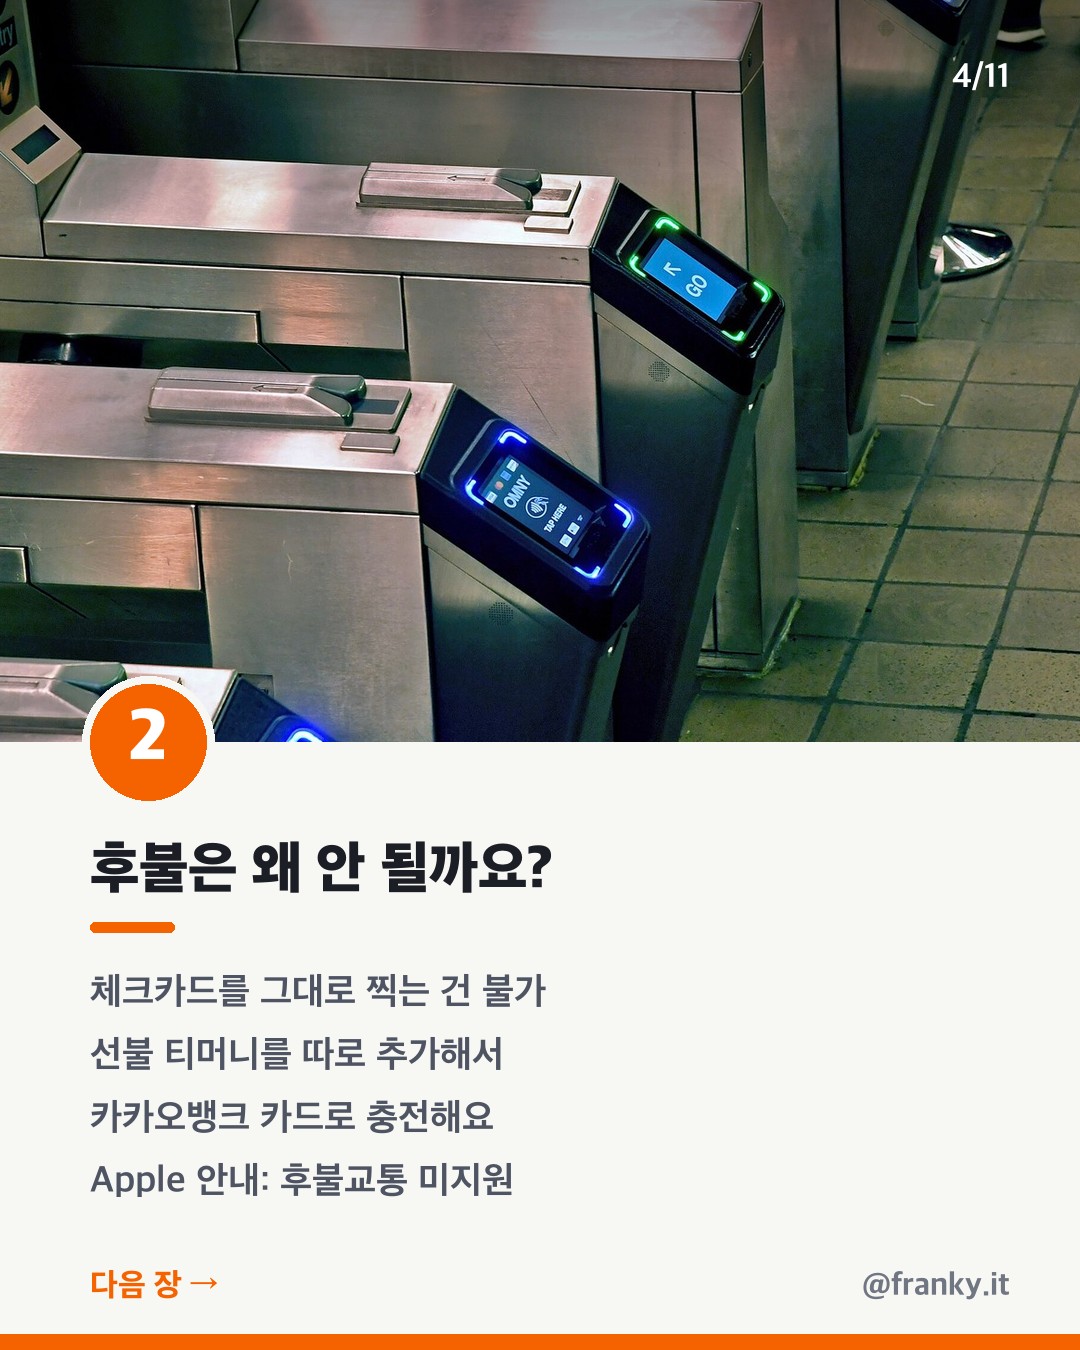 4/11
try
GO
OMNY
TAP HERE
2
후불은 왜 안 될까요?
체크카드를 그대로 찍는 건 불가
선불 티머니를 따로 추가해서
카카오뱅크 카드로 충전해요
Apple 안내: 후불교통 미지원
다음 장 →
@franky.it